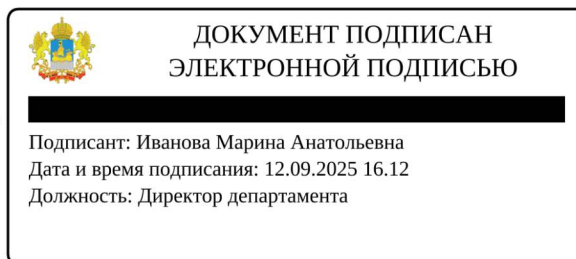 ДОКУМЕНТ ПОДПИСАН
ЭЛЕКТРОННОЙ ПОДПИСЬЮ
Подписант: Иванова Марина Анатольевна
Дата и время подписания: 12.09.2025 16.12
Должность: Директор департамента